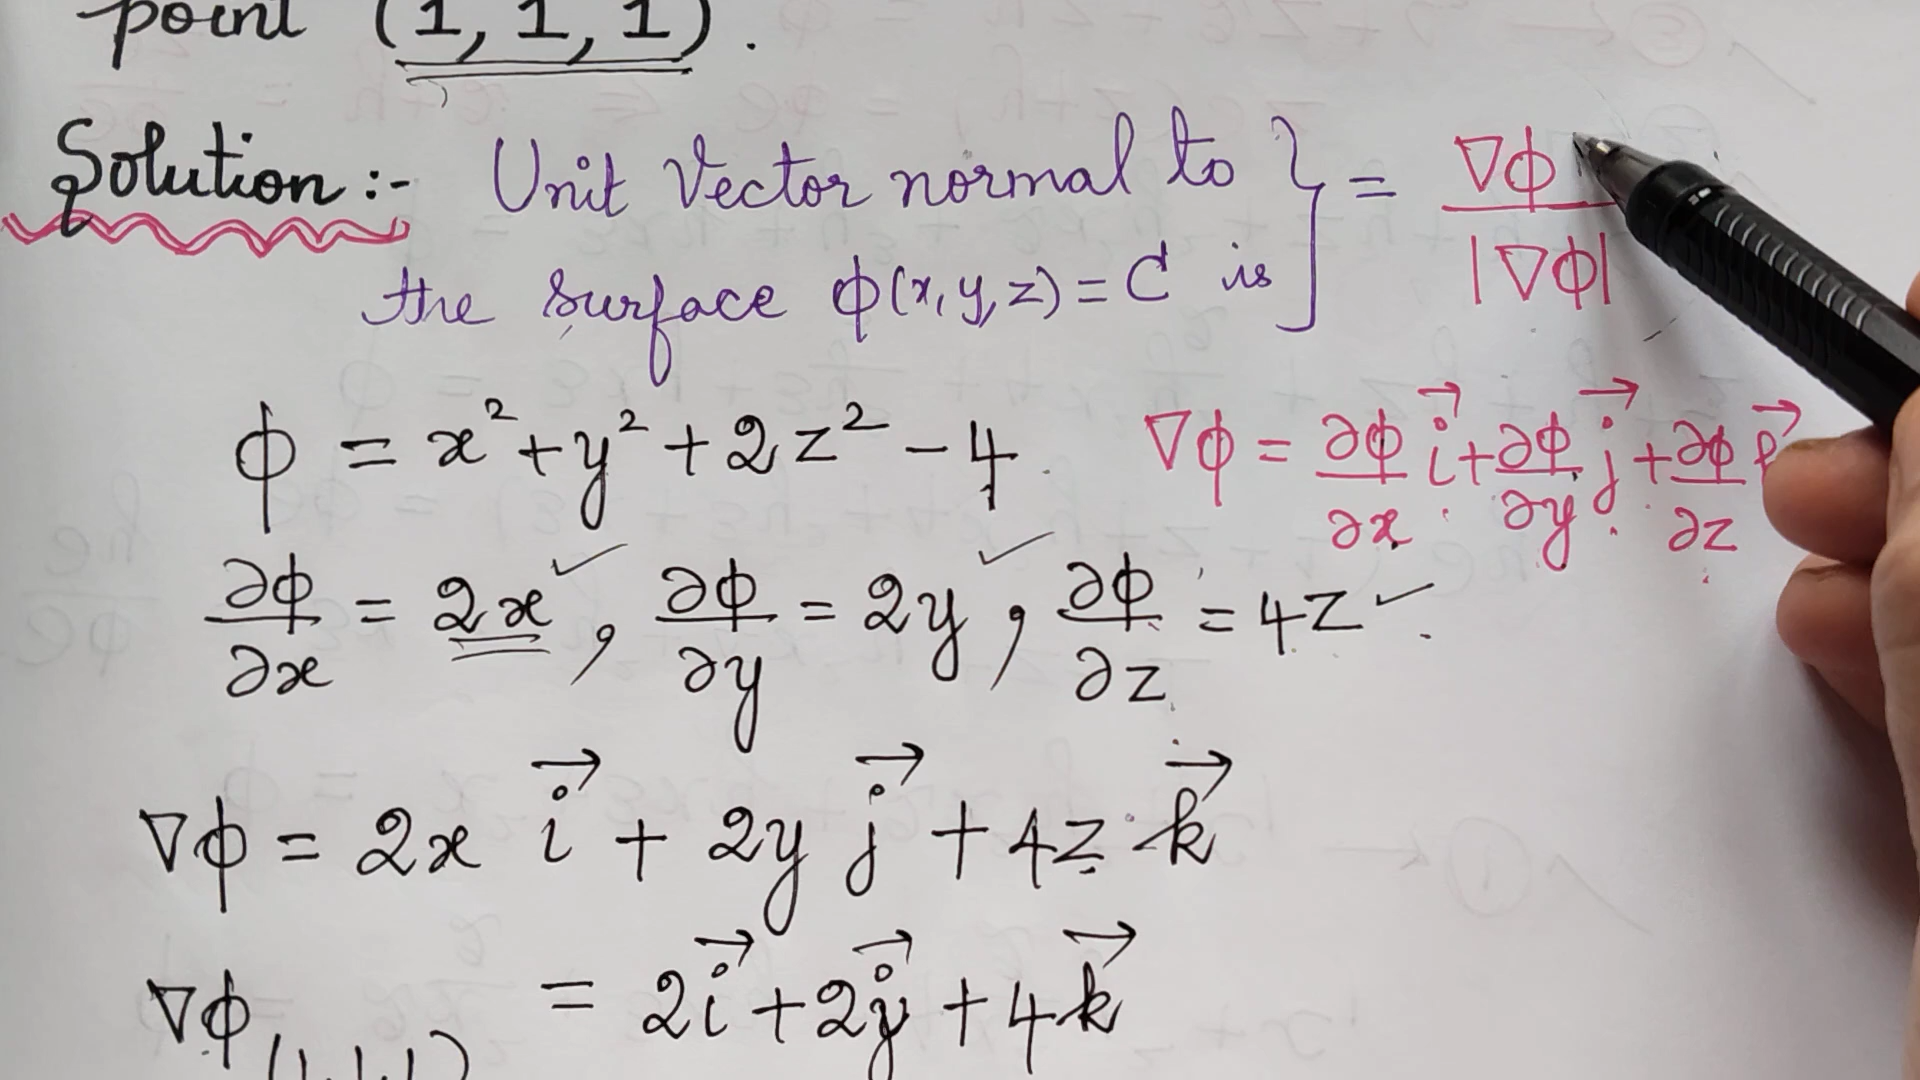 point (1, 1, 1).
Solution :- Unit Vector normal to } = ∇φ / |∇φ|
the surface φ(x, y, z) = C is
φ = x² + y² + 2z² - 4
∇φ = ∂φ/∂x i⃗ + ∂φ/∂y j⃗ + ∂φ/∂z k⃗
∂φ/∂x = 2x ✓, ∂φ/∂y = 2y ✓, ∂φ/∂z = 4z ✓.
∇φ = 2x i⃗ + 2y j⃗ + 4z k⃗
∇φ(1,1,1) = 2i⃗ + 2j⃗ + 4k⃗